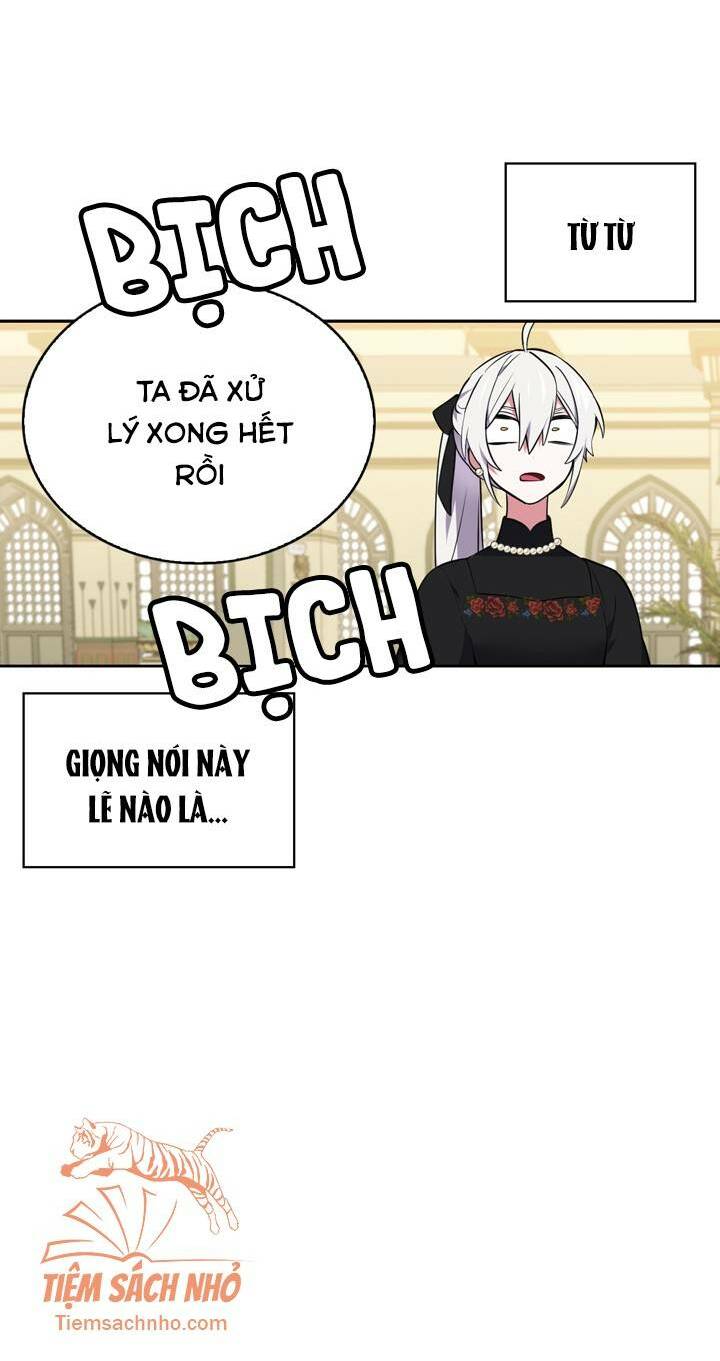 TỪ TỪ
BỊCH
TA ĐÃ XỬ
LÝ XONG HẾT
RỒI
BỊCH
GIỌNG NÓI NÀY
LẼ NÀO LÀ...
TIỆM SÁCH NHỎ
Tiemsachnho.com